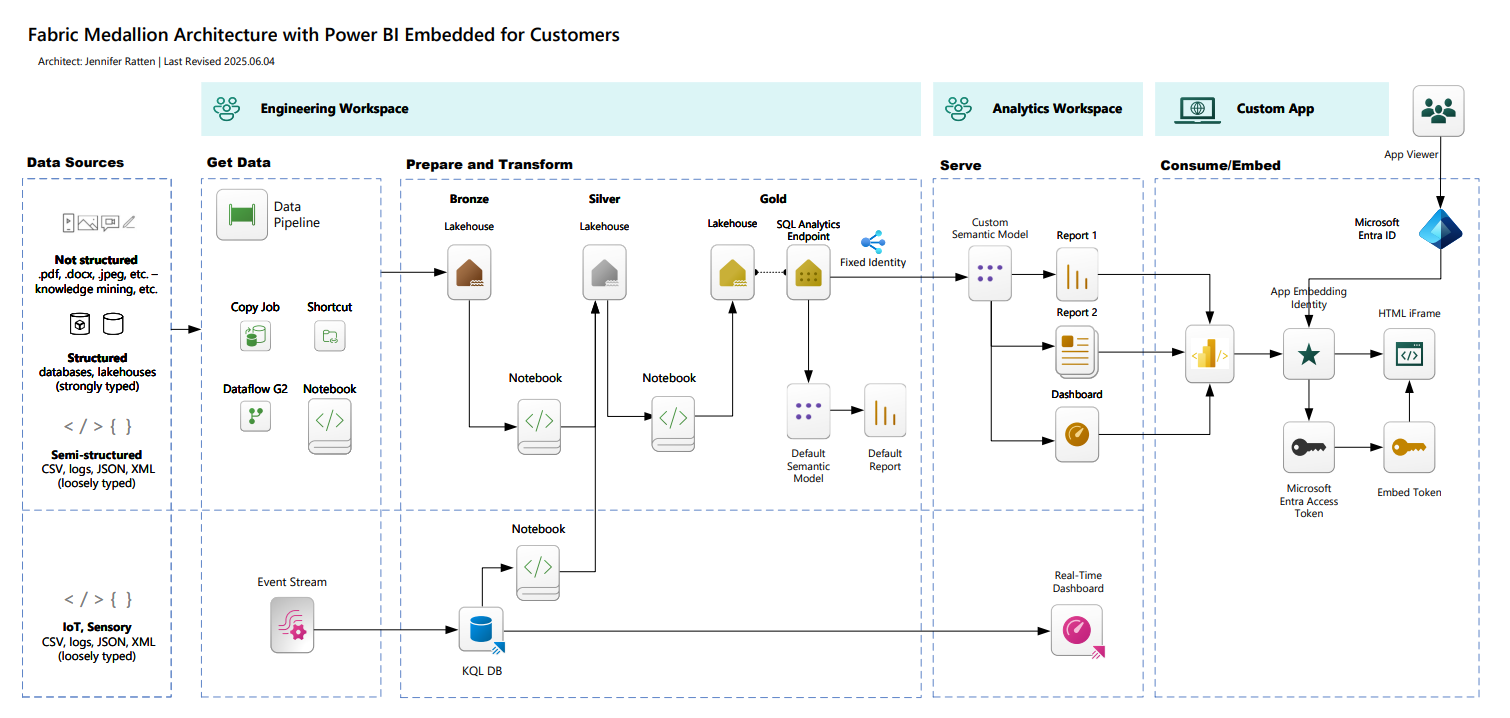 Fabric Medallion Architecture with Power BI Embedded for Customers
Architect: Jennifer Ratten | Last Revised 2025.06.04
Engineering Workspace
Analytics Workspace
Custom App
App Viewer
Data Sources
Get Data
Prepare and Transform
Serve
Consume/Embed
Not structured
.pdf, .docx, .jpeg, etc. –
knowledge mining, etc.
Structured
databases, lakehouses
(strongly typed)
</> { }
Semi-structured
CSV, logs, JSON, XML
(loosely typed)
</> { }
IoT, Sensory
CSV, logs, JSON, XML
(loosely typed)
Data
Pipeline
Copy Job
Shortcut
Dataflow G2
Notebook
</>
Event Stream
Bronze
Lakehouse
Silver
Lakehouse
Gold
Lakehouse
SQL Analytics
Endpoint
Fixed Identity
Notebook
</>
Notebook
</>
Default
Semantic
Model
Default
Report
Notebook
</>
KQL DB
Custom
Semantic Model
Report 1
Report 2
Dashboard
Real-Time
Dashboard
Microsoft
Entra ID
</>
App Embedding
Identity
HTML iFrame
</>
Microsoft
Entra Access
Token
Embed Token